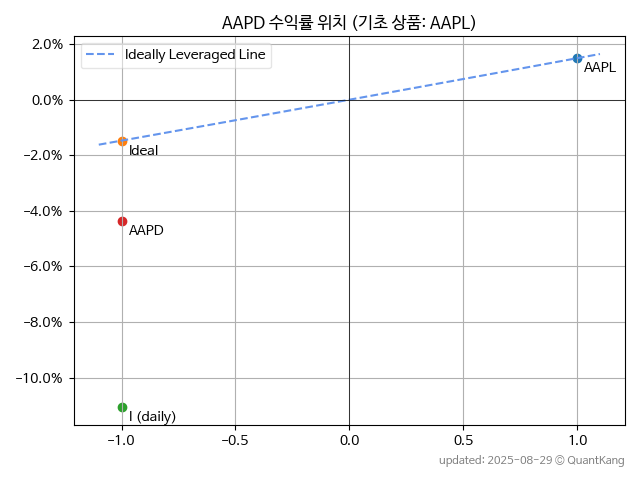 AAPD 수익률 위치 (기초 상품: AAPL)
2.0%
0.0%
−2.0%
−4.0%
−6.0%
−8.0%
−10.0%
Ideally Leveraged Line
AAPL
Ideal
AAPD
I (daily)
−1.0
−0.5
0.0
0.5
1.0
updated: 2025-08-29 © QuantKang